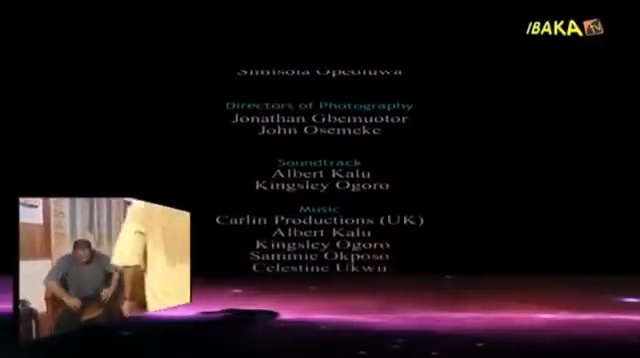 IBAKA TV
Simisola Opeoluwa
Directors of Photography
Jonathan Gbemuotor
John Osemeke
Soundtrack
Albert Kalu
Kingsley Ogoro
Music
Carlin Productions (UK)
Albert Kalu
Kingsley Ogoro
Sammie Okposo
Celestine Ukwu